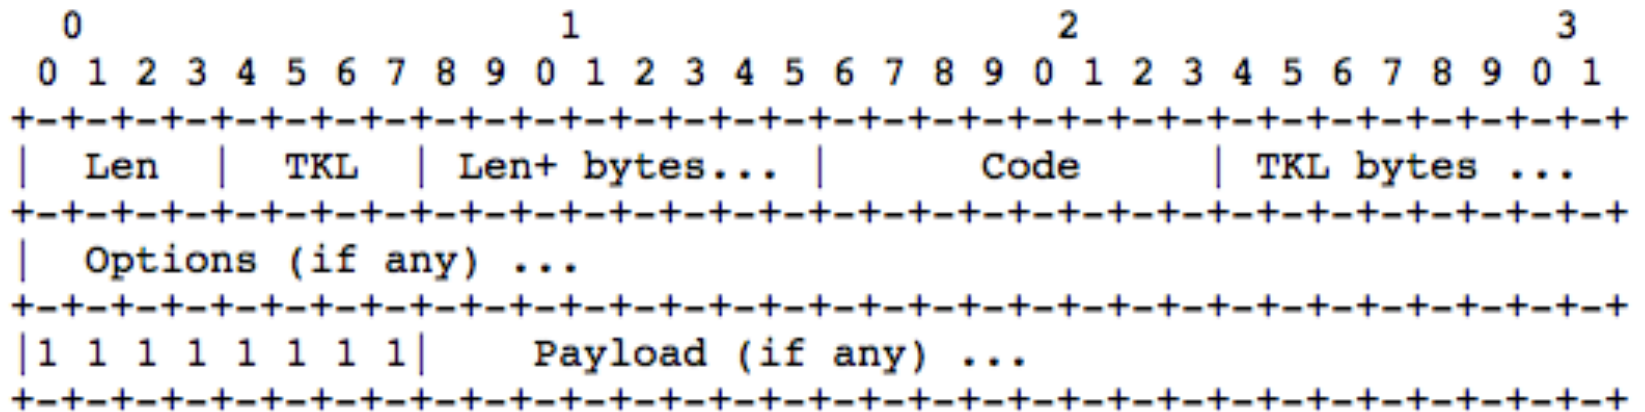 0                   1                   2                   3
0 1 2 3 4 5 6 7 8 9 0 1 2 3 4 5 6 7 8 9 0 1 2 3 4 5 6 7 8 9 0 1
+-+-+-+-+-+-+-+-+-+-+-+-+-+-+-+-+-+-+-+-+-+-+-+-+-+-+-+-+-+-+-+-+
|  Len  |  TKL  | Len+ bytes... |      Code     | TKL bytes ...
+-+-+-+-+-+-+-+-+-+-+-+-+-+-+-+-+-+-+-+-+-+-+-+-+-+-+-+-+-+-+-+-+
|  Options (if any) ...
+-+-+-+-+-+-+-+-+-+-+-+-+-+-+-+-+-+-+-+-+-+-+-+-+-+-+-+-+-+-+-+-+
|1 1 1 1 1 1 1 1|    Payload (if any) ...
+-+-+-+-+-+-+-+-+-+-+-+-+-+-+-+-+-+-+-+-+-+-+-+-+-+-+-+-+-+-+-+-+